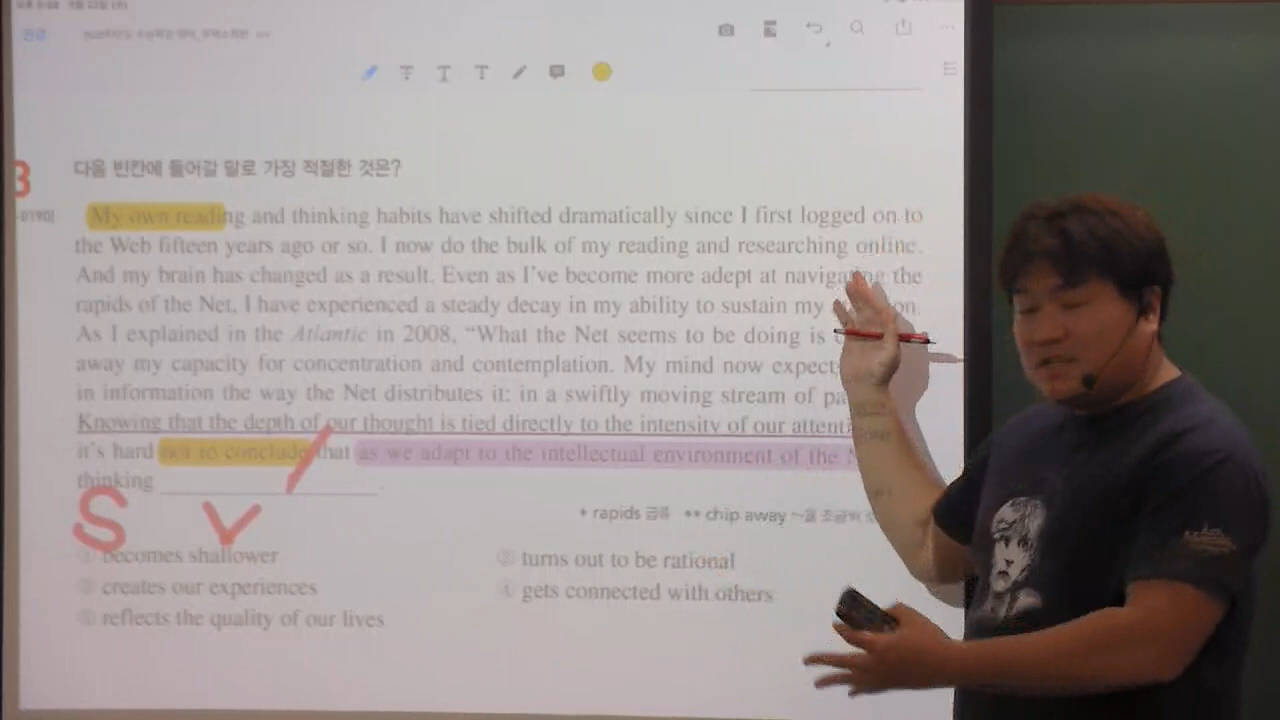 다음 빈칸에 들어갈 말로 가장 적절한 것은?
My own reading and thinking habits have shifted dramatically since I first logged on to
the Web fifteen years ago or so. I now do the bulk of my reading and researching online.
And my brain has changed as a result. Even as I've become more adept at navigating the
rapids of the Net, I have experienced a steady decay in my ability to sustain my
As I explained in the Atlantic in 2008, "What the Net seems to be doing is
away my capacity for concentration and contemplation. My mind now expect
in information the way the Net distributes it: in a swiftly moving stream of
Knowing that the depth of our thought is tied directly to the intensity of our
it's hard not to conclude that as we adapt to the intellectual environment of the
thinking
S V
* rapids 급류 ** chip away ~을
① becomes shallower
② turns out to be rational
③ creates our experiences
④ gets connected with others
⑤ reflects the quality of our lives